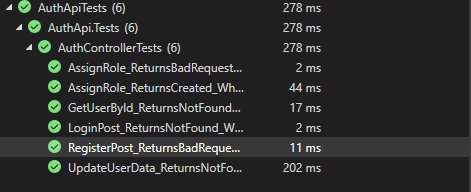 AuthApiTests (6) 278 ms
AuthApi.Tests (6) 278 ms
AuthControllerTests (6) 278 ms
AssignRole_ReturnsBadRequest... 2 ms
AssignRole_ReturnsCreated_Wh... 44 ms
GetUserById_ReturnsNotFound... 17 ms
LoginPost_ReturnsNotFound_W... 2 ms
RegisterPost_ReturnsBadReque... 11 ms
UpdateUserData_ReturnsNotFo... 202 ms